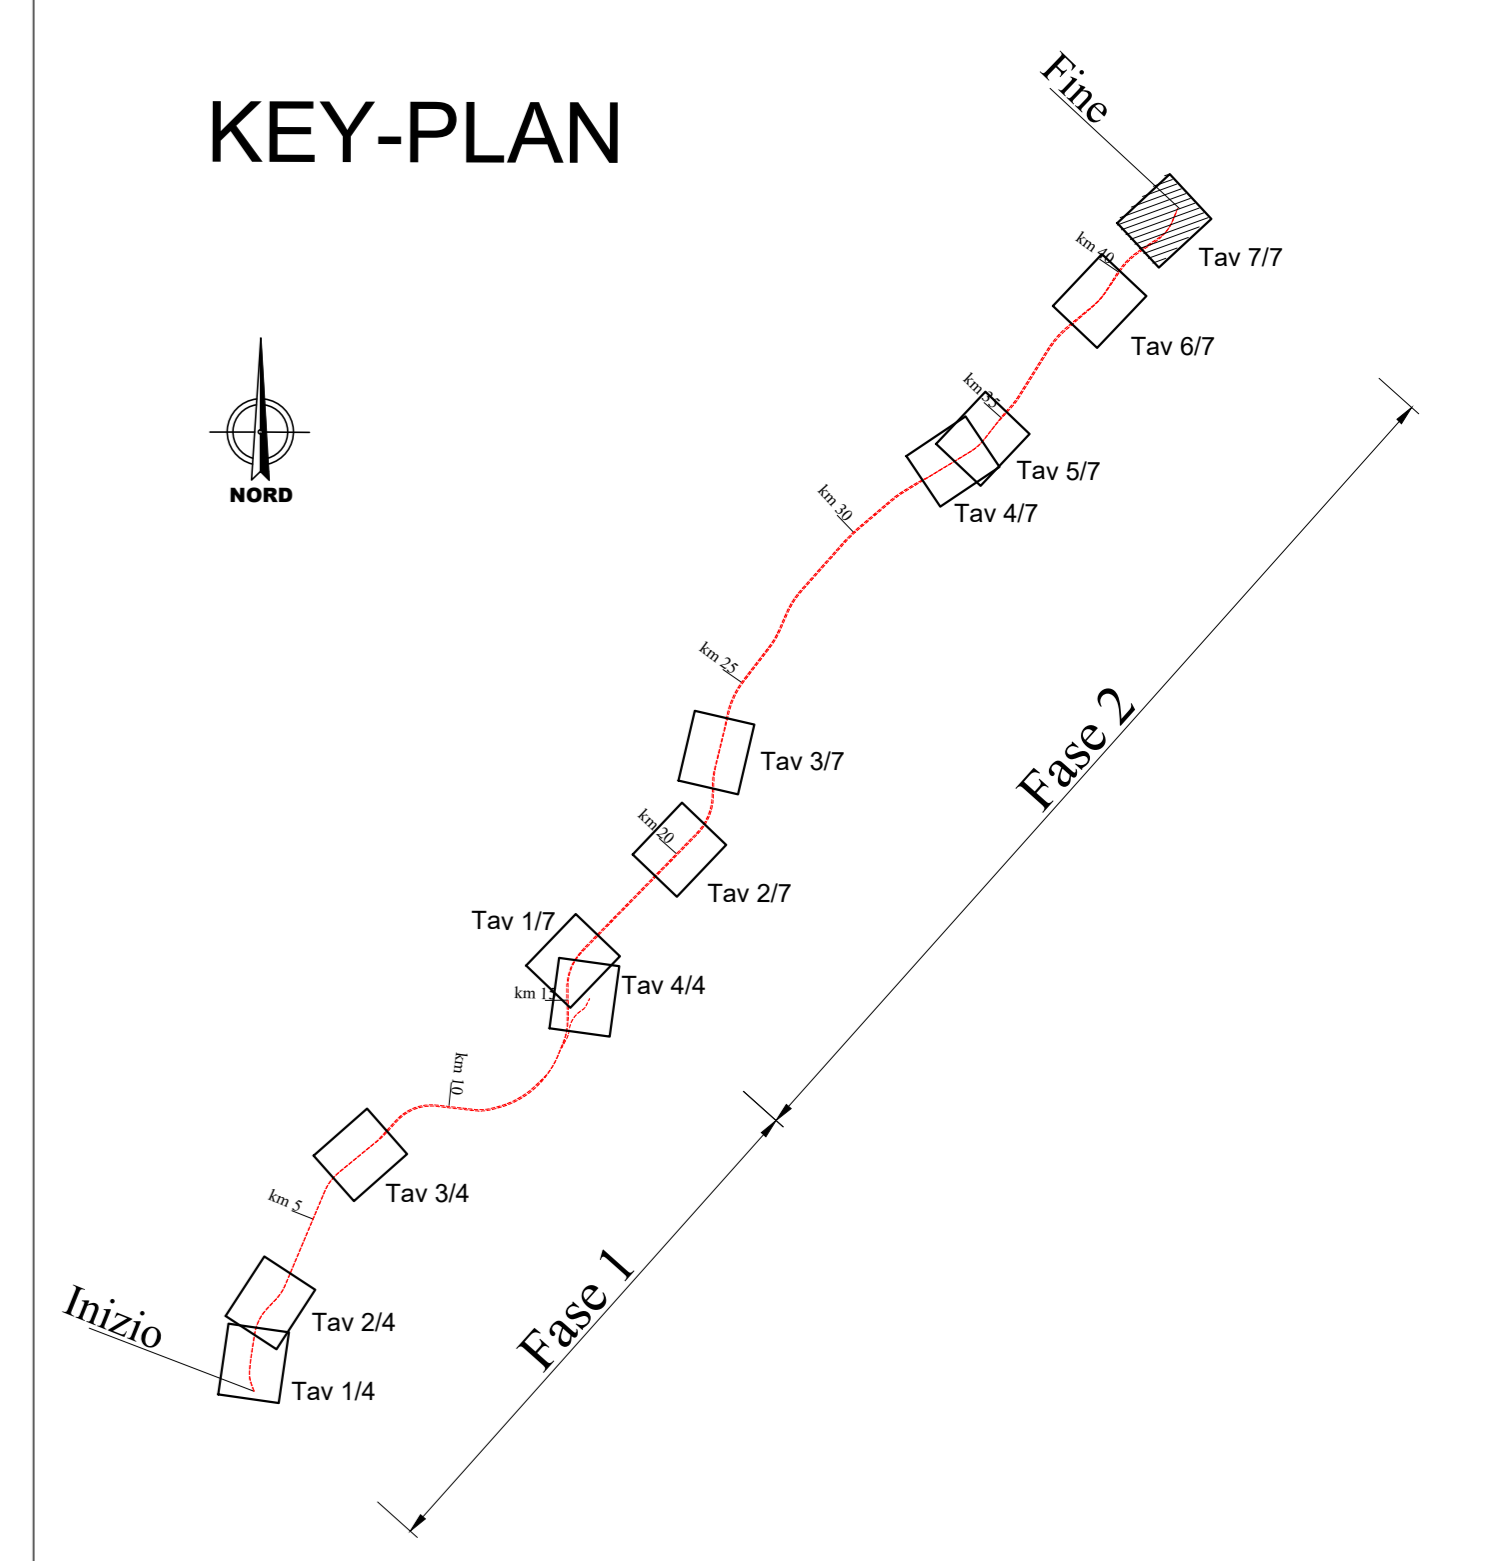 KEY-PLAN
Fine
Tav 7/7
km 40
Tav 6/7
NORD
km 35
Tav 5/7
Tav 4/7
km 30
km 25
Fase 2
Tav 3/7
km 20
Tav 2/7
Tav 1/7
Tav 4/4
km 15
km 10
Tav 3/4
km 5
Fase 1
Inizio
Tav 2/4
Tav 1/4